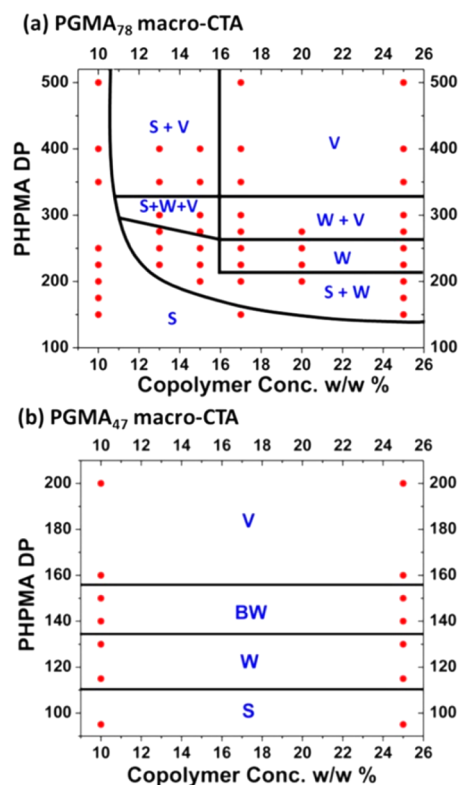 (a) PGMA78 macro-CTA
10 12 14 16 18 20 22 24 26
500 500
S + V
V
400 400
PHPMA DP
S+W+V
300 W + V 300
W
200 S + W 200
S
100 100
10 12 14 16 18 20 22 24 26
Copolymer Conc. w/w %
(b) PGMA47 macro-CTA
10 12 14 16 18 20 22 24 26
200 200
V
180 180
160 160
PHPMA DP
BW
140 140
W
120 120
S
100 100
10 12 14 16 18 20 22 24 26
Copolymer Conc. w/w %